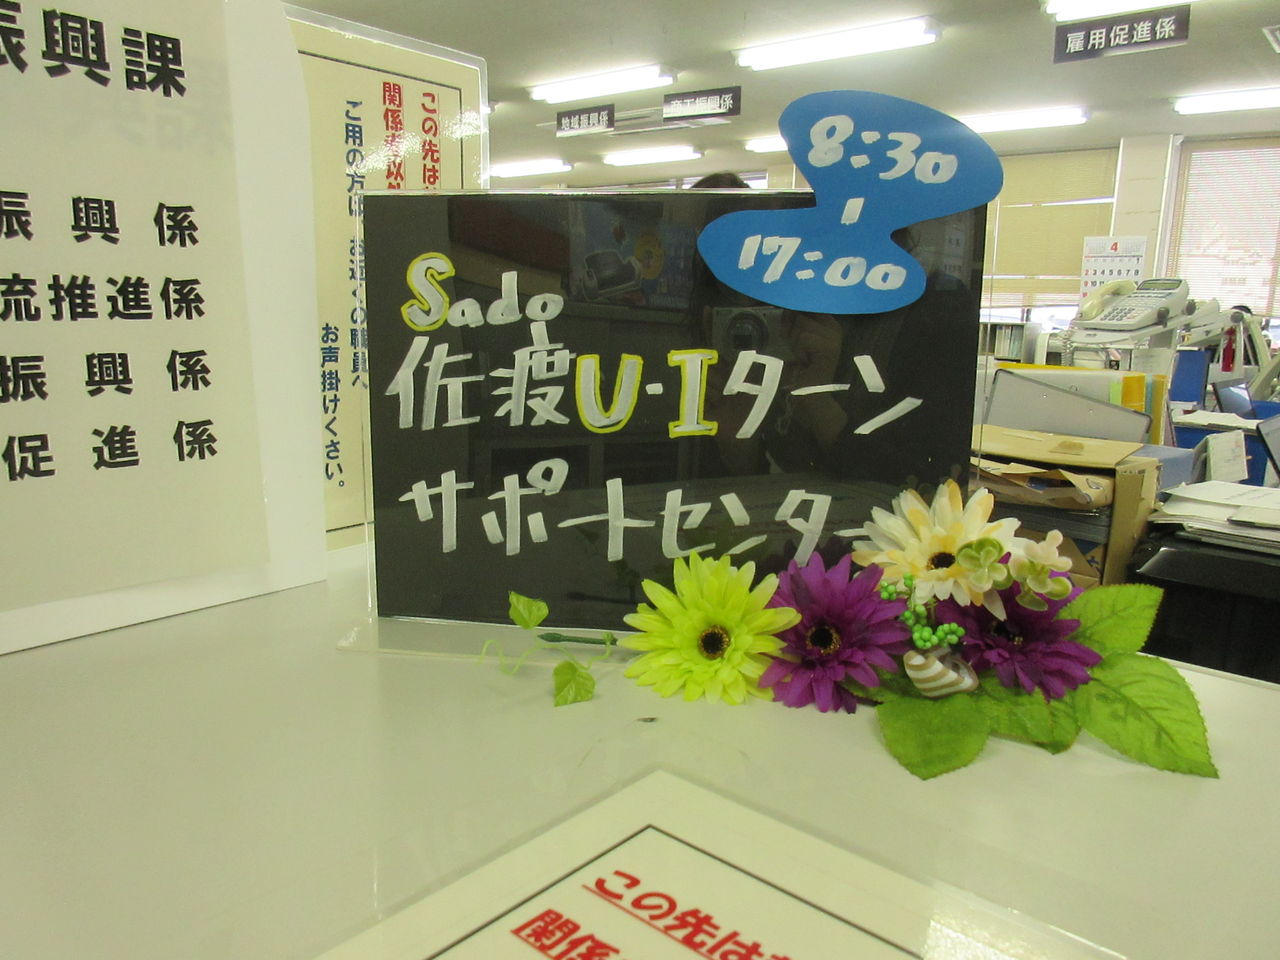 振興課
振興係
流推進係
振興係
促進係
この先は
関係者以外
ご用の方は、お近くの職員へ
お声掛けくさい。
地域振興係
商工振興係
雇用促進係
8:30
-
17:00
Sado
佐渡U・Iターン
サポートセンター
4
この先は
関係